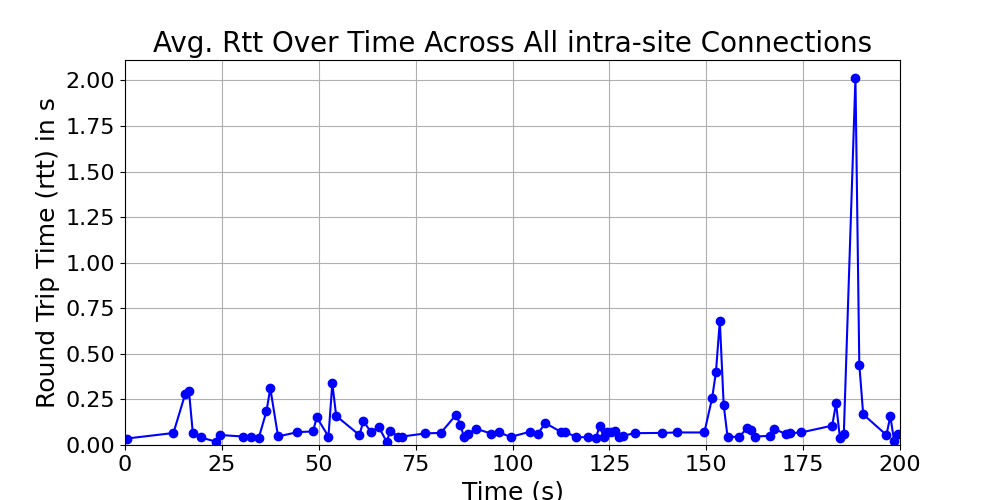 Avg. Rtt Over Time Across All intra-site Connections
Round Trip Time (rtt) in s
2.00
1.75
1.50
1.25
1.00
0.75
0.50
0.25
0.00
0 25 50 75 100 125 150 175 200
Time (s)